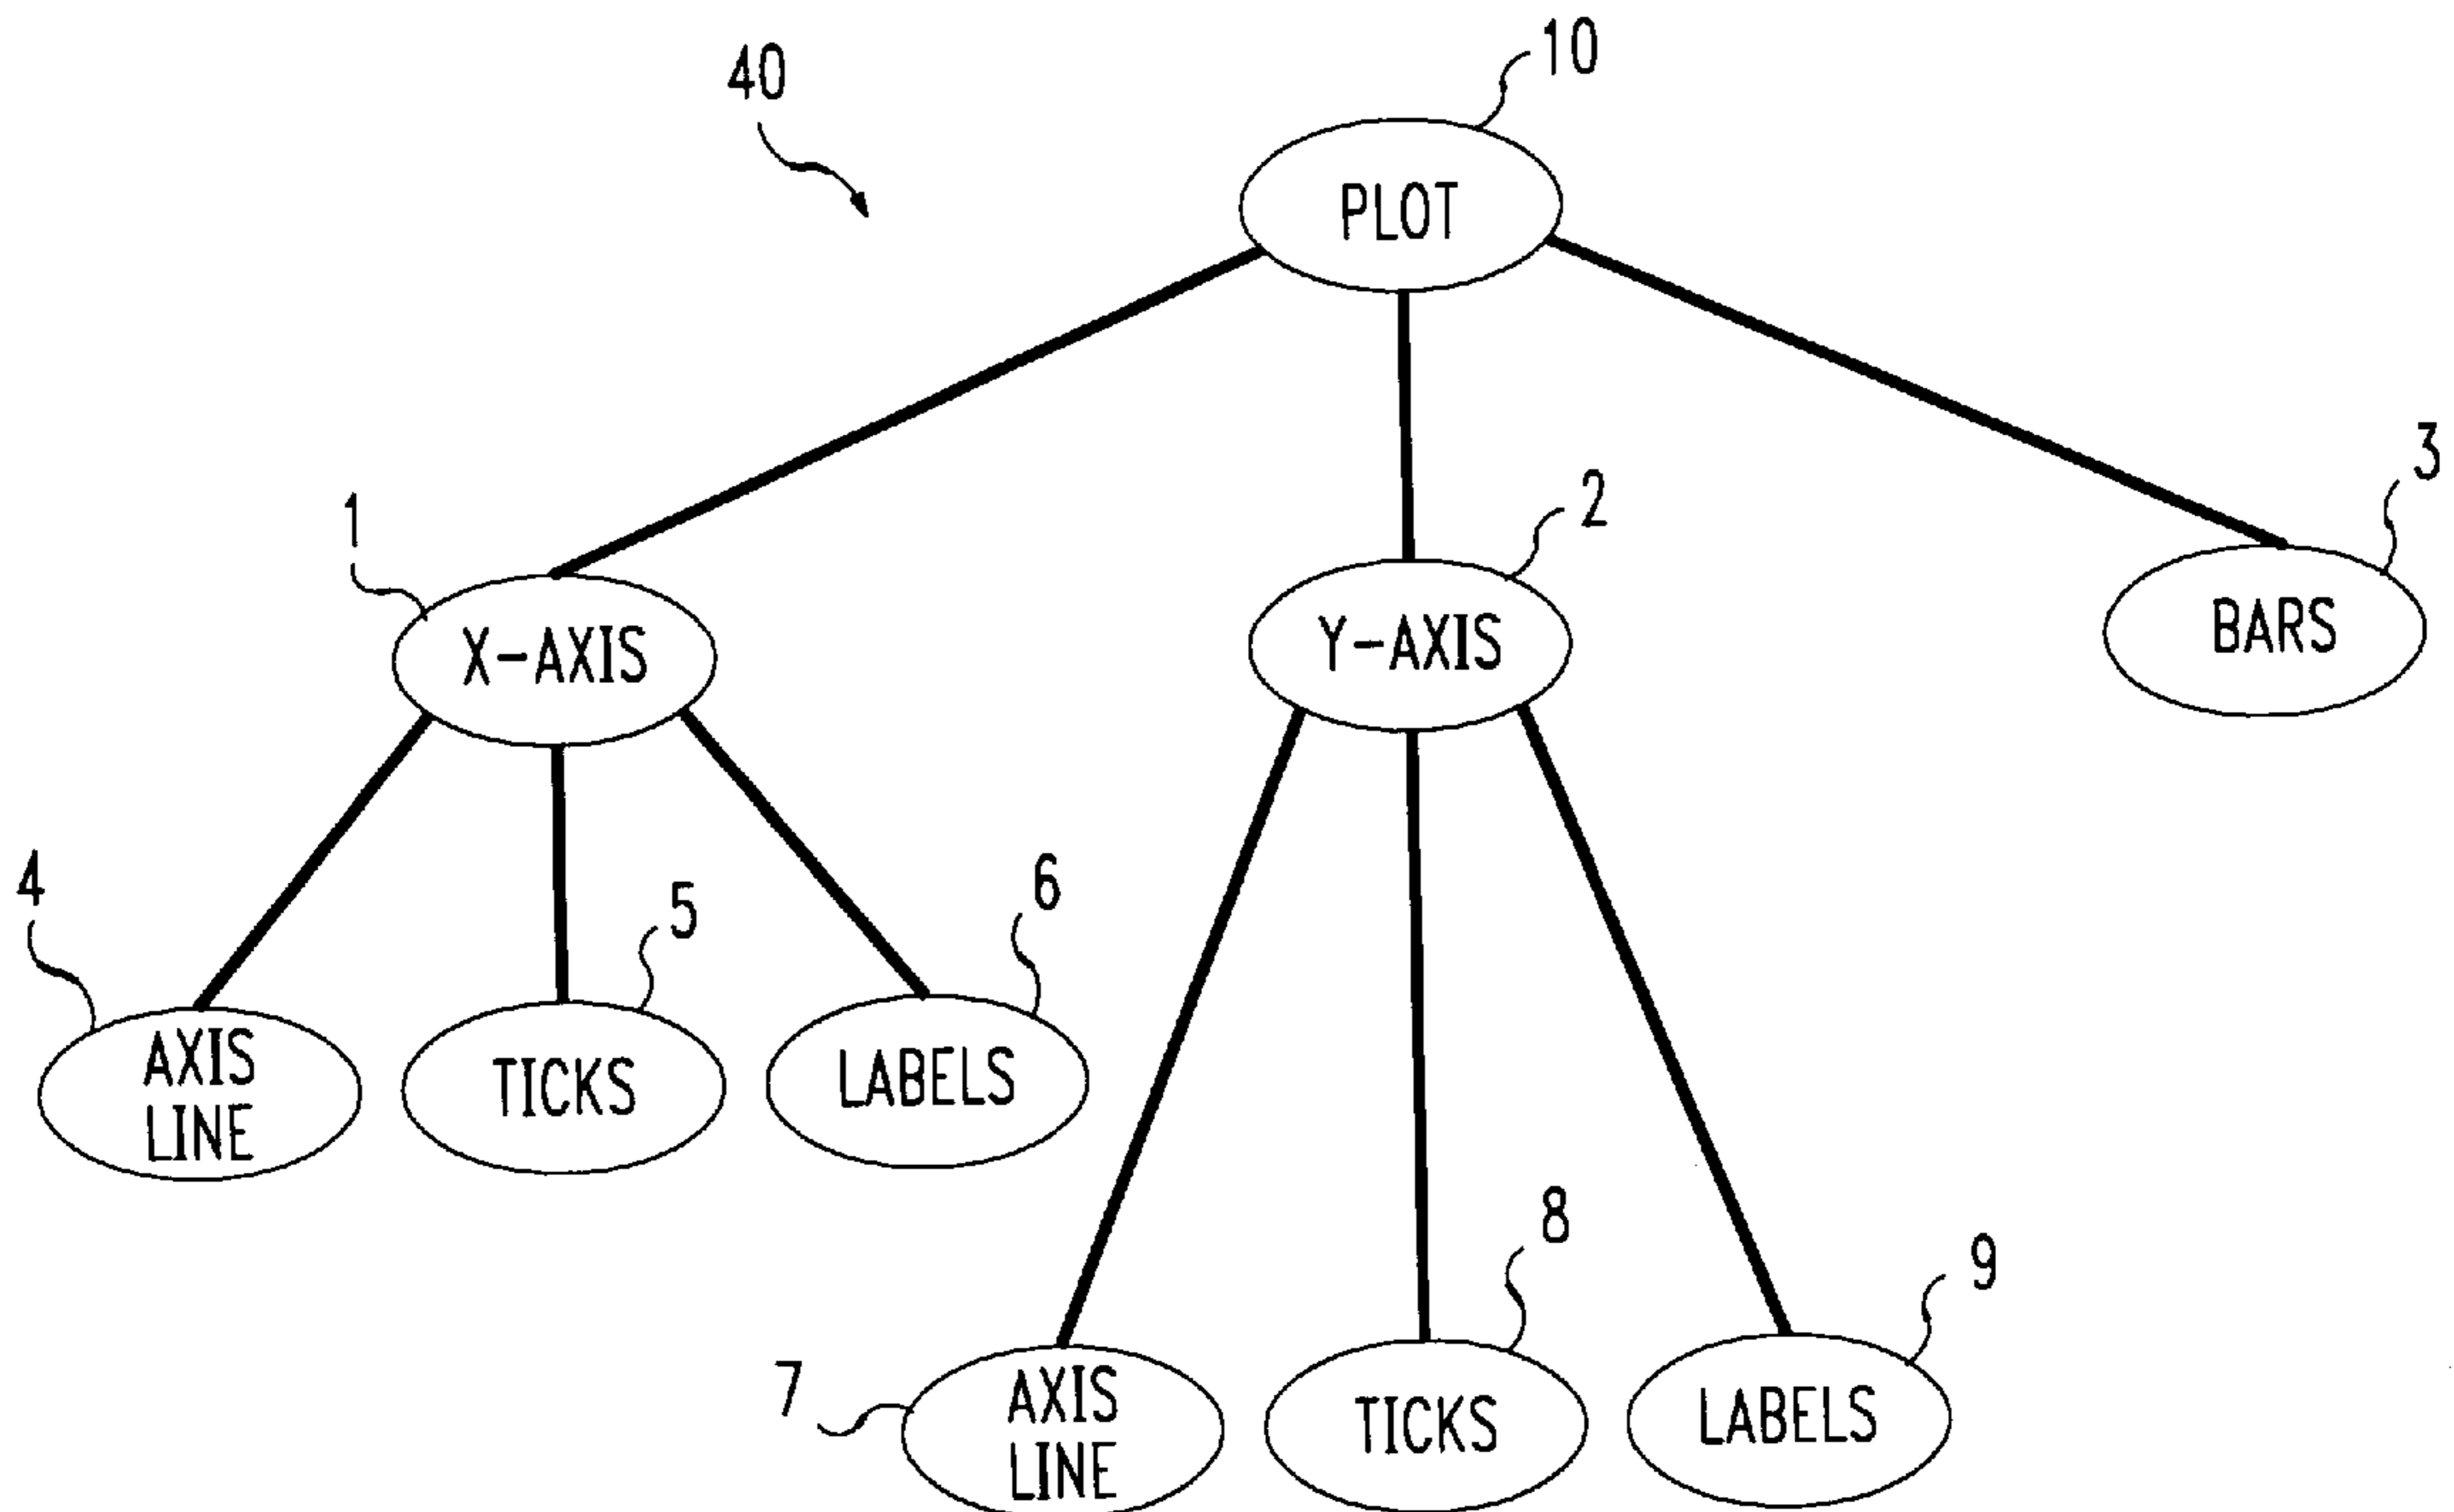 40
10
PLOT
1
2
3
X-AXIS
Y-AXIS
BARS
4
5
6
AXIS
LINE
TICKS
LABELS
7
8
9
AXIS
LINE
TICKS
LABELS